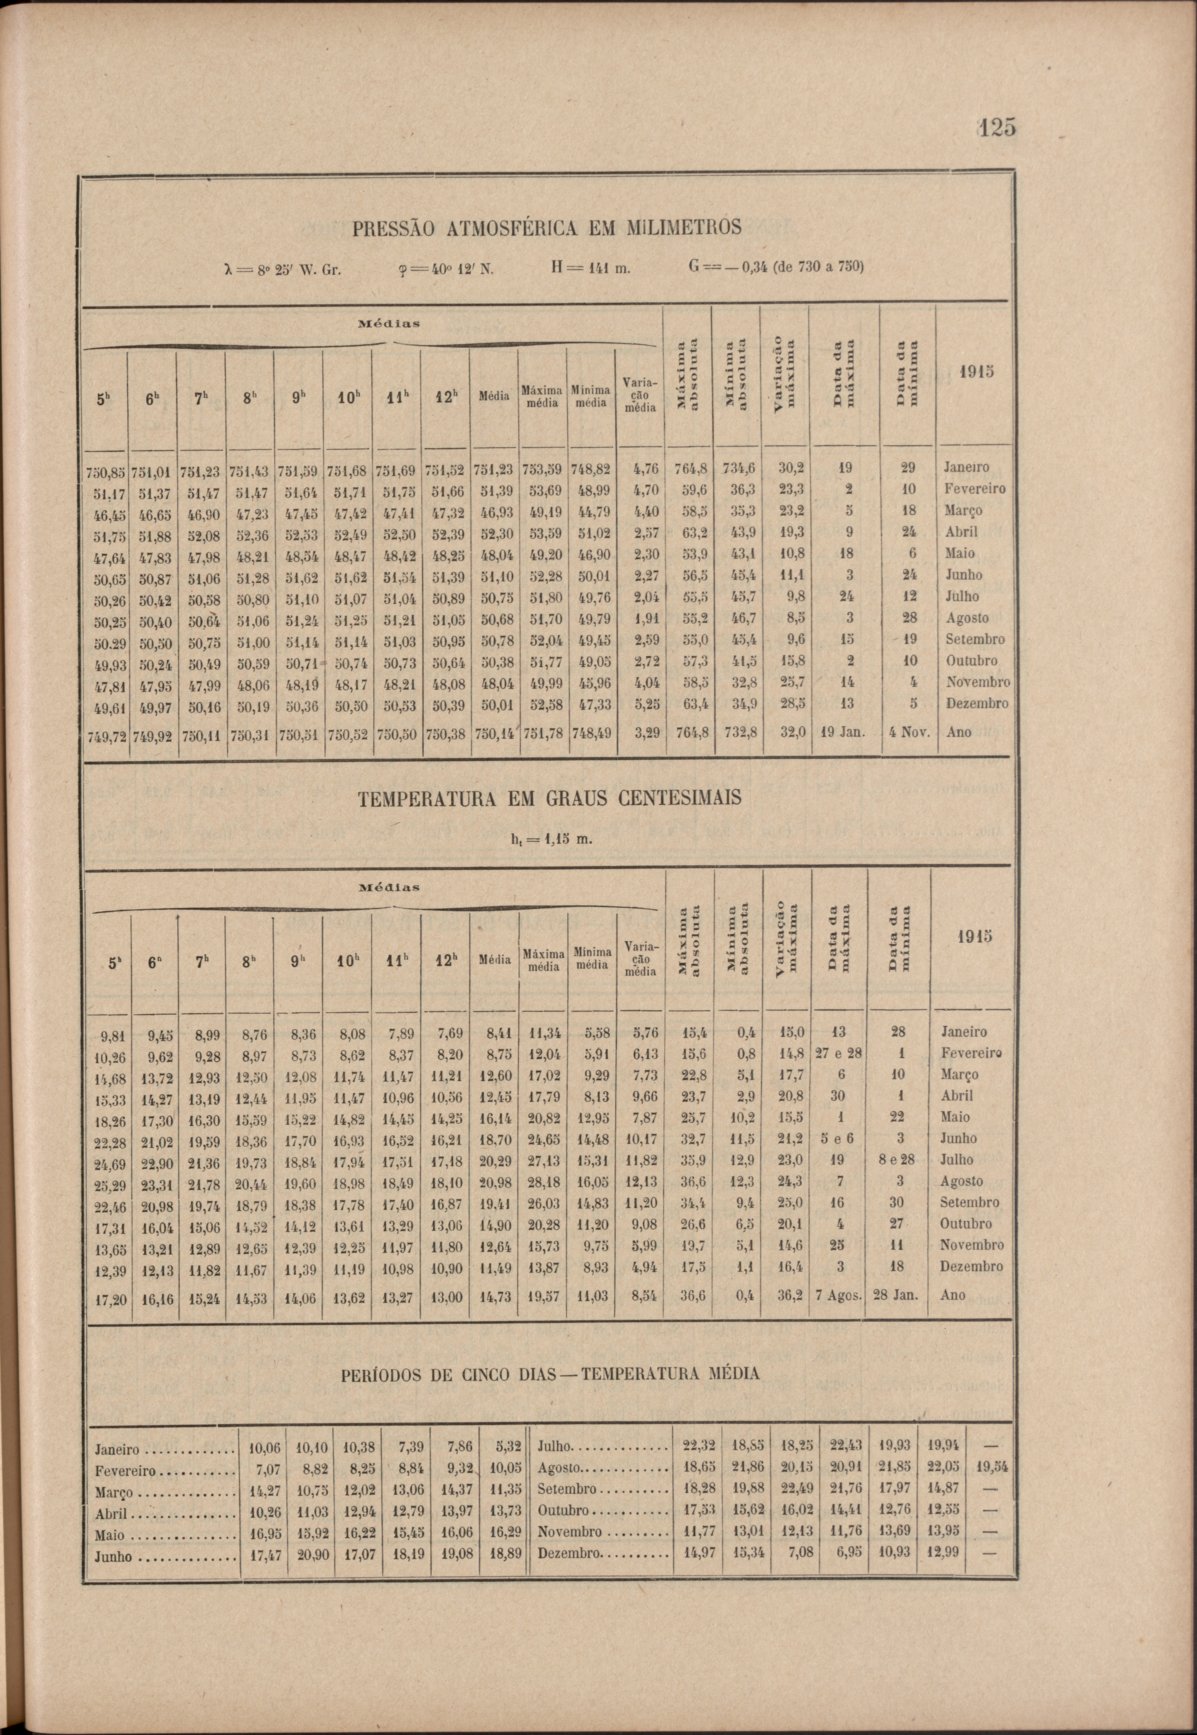 125
PRESSÃO ATMOSFÉRICA EM MILIMETROS
λ = 8º 25′ W. Gr. φ = 40º 12′ N. H = 141 m. G = — 0,34 (de 730 a 750)
Médias
5ʰ 6ʰ 7ʰ 8ʰ 9ʰ 10ʰ 11ʰ 12ʰ Média Máxima média Mínima média Variação média Máxima absoluta Mínima absoluta Variação máxima Data da máxima Data da mínima 1915
750,85 751,01 751,23 751,43 751,59 751,68 751,69 751,52 751,23 753,59 748,82 4,76 764,8 734,6 30,2 19 29 Janeiro
51,17 51,37 51,47 51,47 51,64 51,71 51,75 51,66 51,39 53,69 48,99 4,70 59,6 36,3 23,3 2 10 Fevereiro
46,45 46,65 46,90 47,23 47,45 47,42 47,41 47,32 46,93 49,19 44,79 4,40 58,5 35,3 23,2 5 18 Março
51,75 51,88 52,08 52,36 52,53 52,49 52,50 52,39 52,30 53,59 51,02 2,57 63,2 43,9 19,3 9 24 Abril
47,64 47,83 47,98 48,21 48,54 48,47 48,42 48,25 48,04 49,20 46,90 2,30 53,9 43,1 10,8 18 6 Maio
50,65 50,87 51,06 51,28 51,62 51,62 51,54 51,39 51,10 52,28 50,01 2,27 56,5 45,4 11,1 3 24 Junho
50,26 50,42 50,58 50,80 51,10 51,07 51,04 50,89 50,75 51,80 49,76 2,04 55,5 45,7 9,8 24 12 Julho
50,25 50,40 50,64 51,06 51,24 51,25 51,21 51,05 50,68 51,70 49,79 1,91 55,2 46,7 8,5 3 28 Agosto
50.29 50,50 50,75 51,00 51,14 51,14 51,03 50,95 50,78 52,04 49,45 2,59 55,0 45,4 9,6 15 19 Setembro
49,93 50,24 50,49 50,59 50,71 50,74 50,73 50,64 50,38 51,77 49,05 2,72 57,3 41,5 15,8 2 10 Outubro
47,81 47,95 47,99 48,06 48,19 48,17 48,21 48,08 48,04 49,99 45,96 4,04 58,5 32,8 25,7 14 4 Novembro
49,61 49,97 50,16 50,19 50,36 50,50 50,53 50,39 50,01 52,58 47,33 5,25 63,4 34,9 28,5 13 5 Dezembro
749,72 749,92 750,11 750,31 750,51 750,52 750,50 750,38 750,14 751,78 748,49 3,29 764,8 732,8 32,0 19 Jan. 4 Nov. Ano
TEMPERATURA EM GRAUS CENTESIMAIS
hₜ = 1,15 m.
Médias
5ʰ 6ʰ 7ʰ 8ʰ 9ʰ 10ʰ 11ʰ 12ʰ Média Máxima média Mínima média Variação média Máxima absoluta Mínima absoluta Variação máxima Data da máxima Data da mínima 1915
9,81 9,45 8,99 8,76 8,36 8,08 7,89 7,69 8,41 11,34 5,58 5,76 15,4 0,4 15,0 13 28 Janeiro
10,26 9,62 9,28 8,97 8,73 8,62 8,37 8,20 8,75 12,04 5,91 6,13 15,6 0,8 14,8 27 e 28 1 Fevereiro
14,68 13,72 12,93 12,50 12,08 11,74 11,47 11,21 12,60 17,02 9,29 7,73 22,8 5,1 17,7 6 10 Março
15,33 14,27 13,19 12,44 11,95 11,47 10,96 10,56 12,45 17,79 8,13 9,66 23,7 2,9 20,8 30 1 Abril
18,26 17,30 16,30 15,59 15,22 14,82 14,45 14,25 16,14 20,82 12,95 7,87 25,7 10,2 15,5 1 22 Maio
22,28 21,02 19,59 18,36 17,70 16,93 16,52 16,21 18,70 24,65 14,48 10,17 32,7 11,5 21,2 5 e 6 3 Junho
24,69 22,90 21,36 19,73 18,84 17,94 17,51 17,18 20,29 27,13 15,31 11,82 35,9 12,9 23,0 19 8 e 28 Julho
25,29 23,31 21,78 20,44 19,60 18,98 18,49 18,10 20,98 28,18 16,05 12,13 36,6 12,3 24,3 7 3 Agosto
22,46 20,98 19,74 18,79 18,38 17,78 17,40 16,87 19,41 26,03 14,83 11,20 34,4 9,4 25,0 16 30 Setembro
17,31 16,04 15,06 14,52 14,12 13,61 13,29 13,06 14,90 20,28 11,20 9,08 26,6 6,5 20,1 4 27 Outubro
13,65 13,21 12,89 12,65 12,39 12,25 11,97 11,80 12,64 15,73 9,75 5,99 19,7 5,1 14,6 25 11 Novembro
12,39 12,13 11,82 11,67 11,39 11,19 10,98 10,90 11,49 13,87 8,93 4,94 17,5 1,1 16,4 3 18 Dezembro
17,20 16,16 15,24 14,53 14,06 13,62 13,27 13,00 14,73 19,57 11,03 8,54 36,6 0,4 36,2 7 Agos. 28 Jan. Ano
PERÍODOS DE CINCO DIAS — TEMPERATURA MÉDIA
Janeiro ............. 10,06 10,10 10,38 7,39 7,86 5,32 Julho.............. 22,32 18,85 18,25 22,43 19,93 19,94 —
Fevereiro........... 7,07 8,82 8,25 8,84 9,32 10,05 Agosto............. 18,65 21,86 20,15 20,91 21,85 22,05 19,54
Março .............. 14,27 10,75 12,02 13,06 14,37 11,35 Setembro.......... 18,28 19,88 22,49 21,76 17,97 14,87 —
Abril............... 10,26 11,03 12,94 12,79 13,97 13,73 Outubro........... 17,53 15,62 16,02 14,41 12,76 12,55 —
Maio ............... 16,95 15,92 16,22 15,45 16,06 16,29 Novembro ......... 11,77 13,01 12,13 11,76 13,69 13,95 —
Junho .............. 17,47 20,90 17,07 18,19 19,08 18,89 Dezembro.......... 14,97 15,34 7,08 6,95 10,93 12,99 —